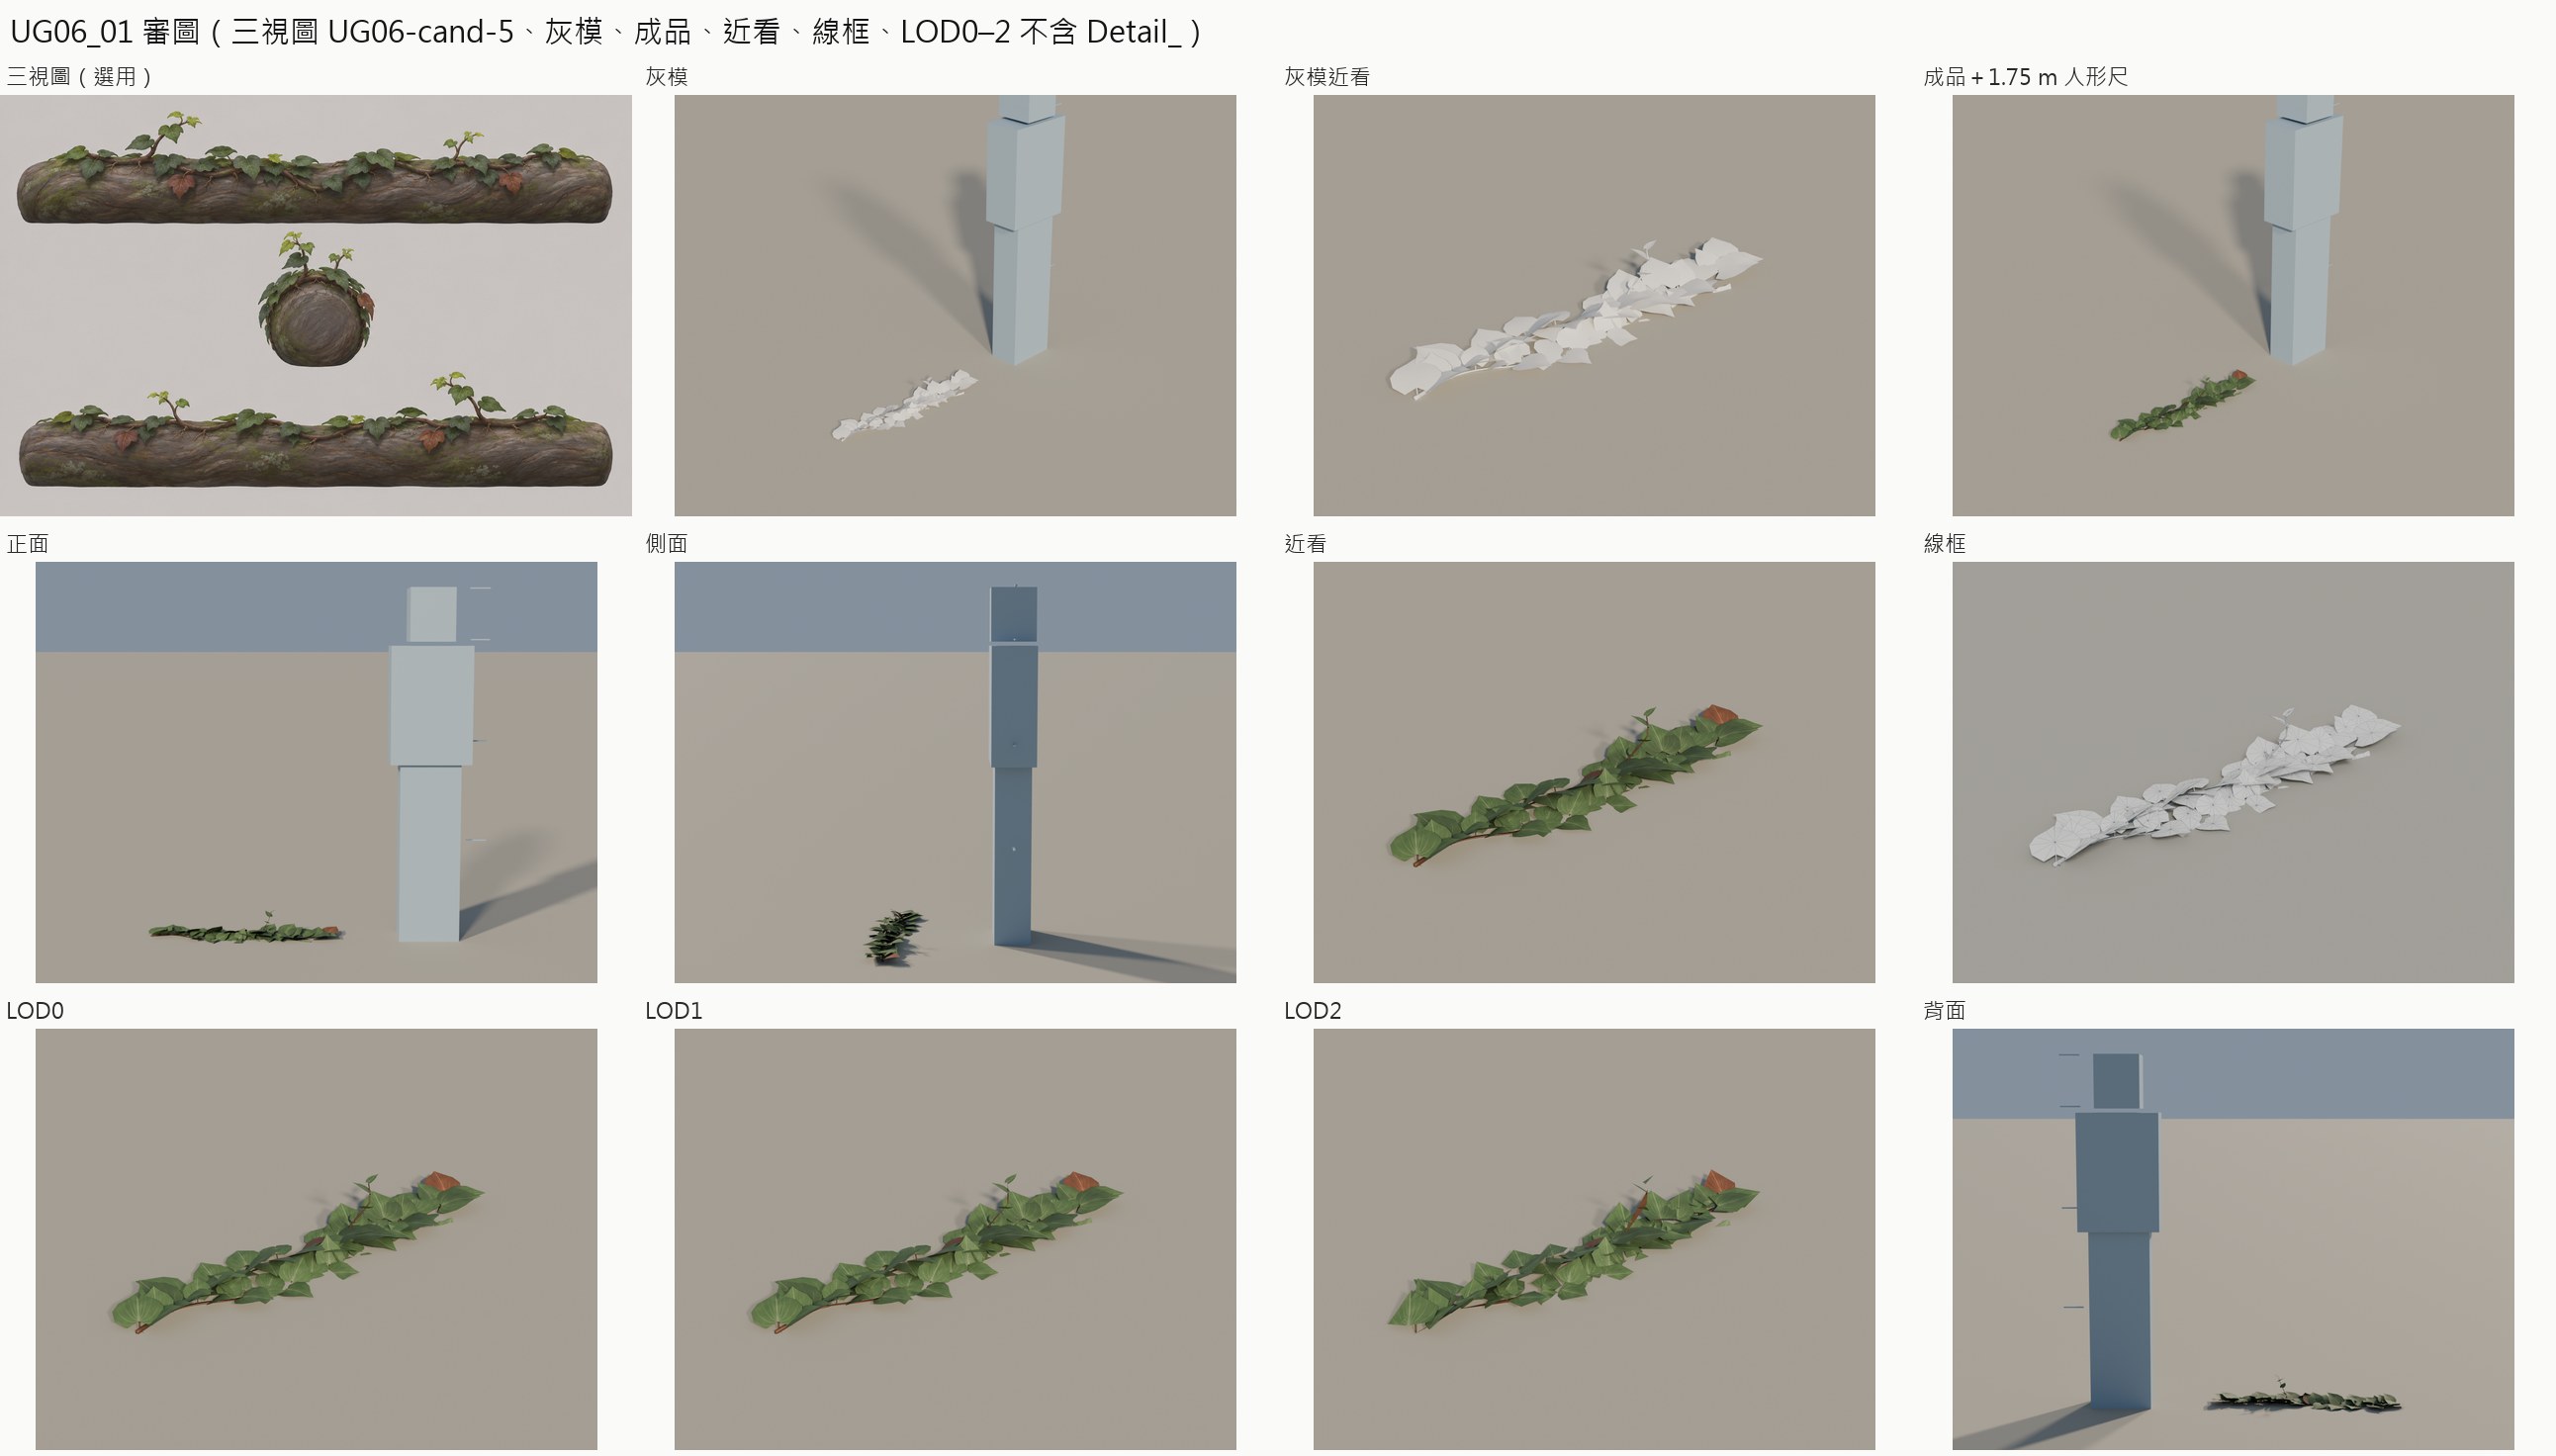 UG06_01 審圖（三視圖 UG06-cand-5、灰模、成品、近看、線框、LOD0–2 不含 Detail_）
三視圖（選用）
灰模
灰模近看
成品＋1.75 m 人形尺
正面
側面
近看
線框
LOD0
LOD1
LOD2
背面